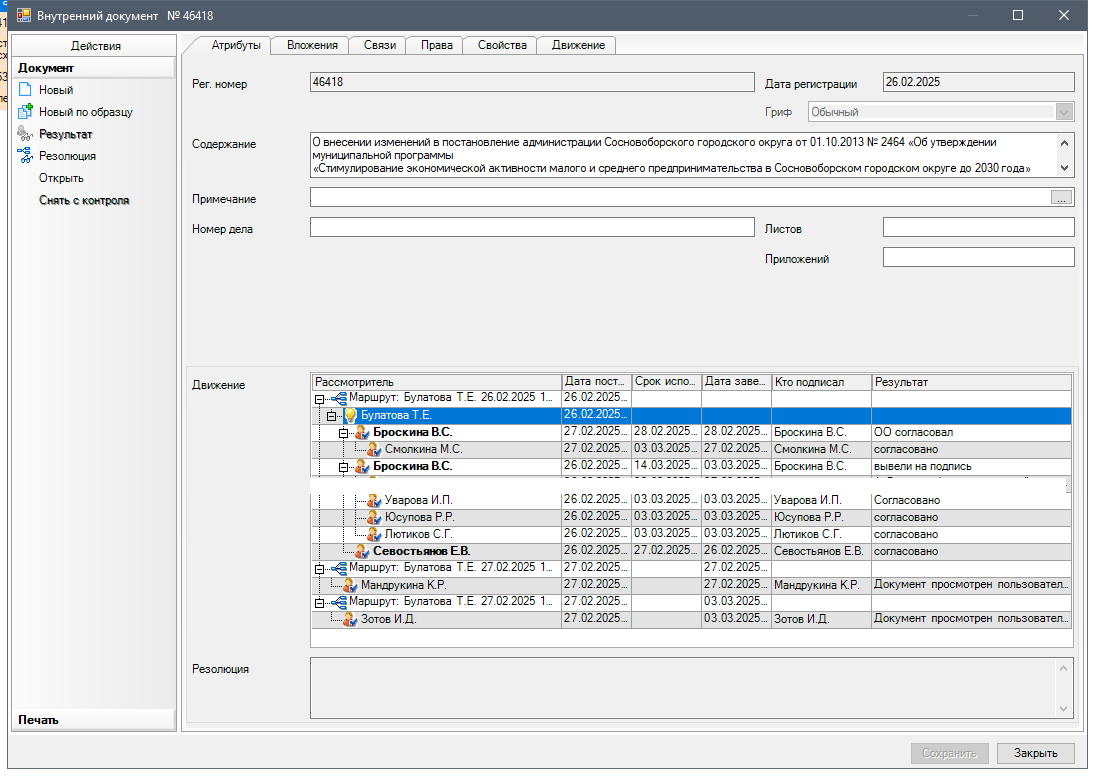 Внутренний документ № 46418
Действия
Документ
Новый
Новый по образцу
Результат
Резолюция
Открыть
Снять с контроля
Печать
Атрибуты Вложения Связи Права Свойства Движение
Рег. номер 46418 Дата регистрации 26.02.2025
Гриф Обычный
Содержание О внесении изменений в постановление администрации Сосновоборского городского округа от 01.10.2013 № 2464 «Об утверждении
муниципальной программы
«Стимулирование экономической активности малого и среднего предпринимательства в Сосновоборском городском округе до 2030 года»
Примечание ...
Номер дела Листов
Приложений
Движение
Рассмотритель Дата пост... Срок испо... Дата заве... Кто подписал Результат
Маршрут: Булатова Т.Е. 26.02.2025 1... 26.02.2025...
Булатова Т.Е. 26.02.2025...
Броскина В.С. 27.02.2025... 28.02.2025... 28.02.2025... Броскина В.С. ОО согласовал
Смолкина М.С. 27.02.2025... 03.03.2025... 27.02.2025... Смолкина М.С. согласовано
Броскина В.С. 26.02.2025... 14.03.2025... 03.03.2025... Броскина В.С. вывели на подпись
Уварова И.П. 26.02.2025... 03.03.2025... 03.03.2025... Уварова И.П. Согласовано
Юсупова Р.Р. 26.02.2025... 03.03.2025... 03.03.2025... Юсупова Р.Р. согласовано
Лютиков С.Г. 26.02.2025... 03.03.2025... 03.03.2025... Лютиков С.Г. согласовано
Севостьянов Е.В. 26.02.2025... 27.02.2025... 26.02.2025... Севостьянов Е.В. согласовано
Маршрут: Булатова Т.Е. 27.02.2025 1... 27.02.2025... 27.02.2025...
Мандрукина К.Р. 27.02.2025... 27.02.2025... Мандрукина К.Р. Документ просмотрен пользовател...
Маршрут: Булатова Т.Е. 27.02.2025 1... 27.02.2025... 03.03.2025...
Зотов И.Д. 27.02.2025... 03.03.2025... Зотов И.Д. Документ просмотрен пользовател...
Резолюция
Сохранить Закрыть